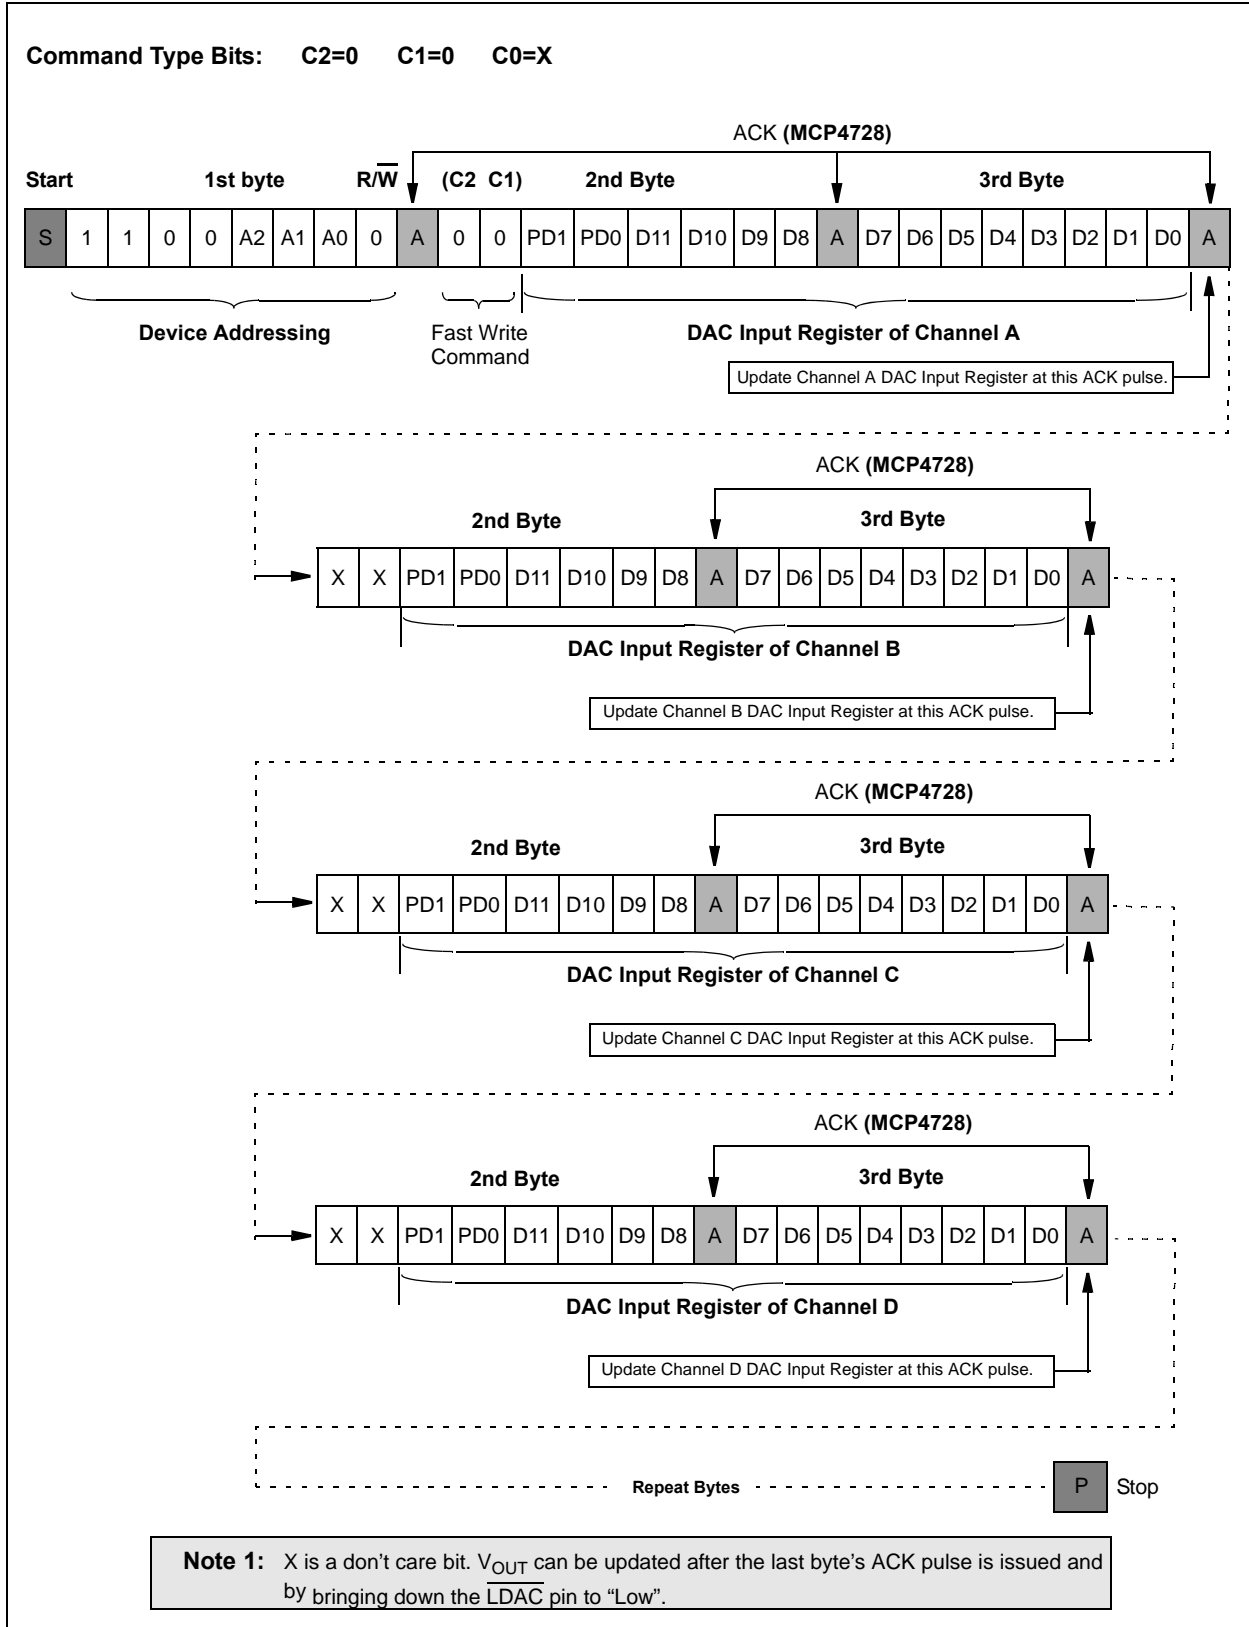 Command Type Bits: C2=0 C1=0 C0=X
ACK (MCP4728)
Start 1st byte R/W (C2 C1) 2nd Byte 3rd Byte
S 1 1 0 0 A2 A1 A0 0 A 0 0 PD1 PD0 D11 D10 D9 D8 A D7 D6 D5 D4 D3 D2 D1 D0 A
Device Addressing Fast Write DAC Input Register of Channel A
Command
Update Channel A DAC Input Register at this ACK pulse.
ACK (MCP4728)
2nd Byte 3rd Byte
X X PD1 PD0 D11 D10 D9 D8 A D7 D6 D5 D4 D3 D2 D1 D0 A
DAC Input Register of Channel B
Update Channel B DAC Input Register at this ACK pulse.
ACK (MCP4728)
2nd Byte 3rd Byte
X X PD1 PD0 D11 D10 D9 D8 A D7 D6 D5 D4 D3 D2 D1 D0 A
DAC Input Register of Channel C
Update Channel C DAC Input Register at this ACK pulse.
ACK (MCP4728)
2nd Byte 3rd Byte
X X PD1 PD0 D11 D10 D9 D8 A D7 D6 D5 D4 D3 D2 D1 D0 A
DAC Input Register of Channel D
Update Channel D DAC Input Register at this ACK pulse.
Repeat Bytes P Stop
Note 1: X is a don't care bit. VOUT can be updated after the last byte's ACK pulse is issued and
by bringing down the LDAC pin to “Low”.